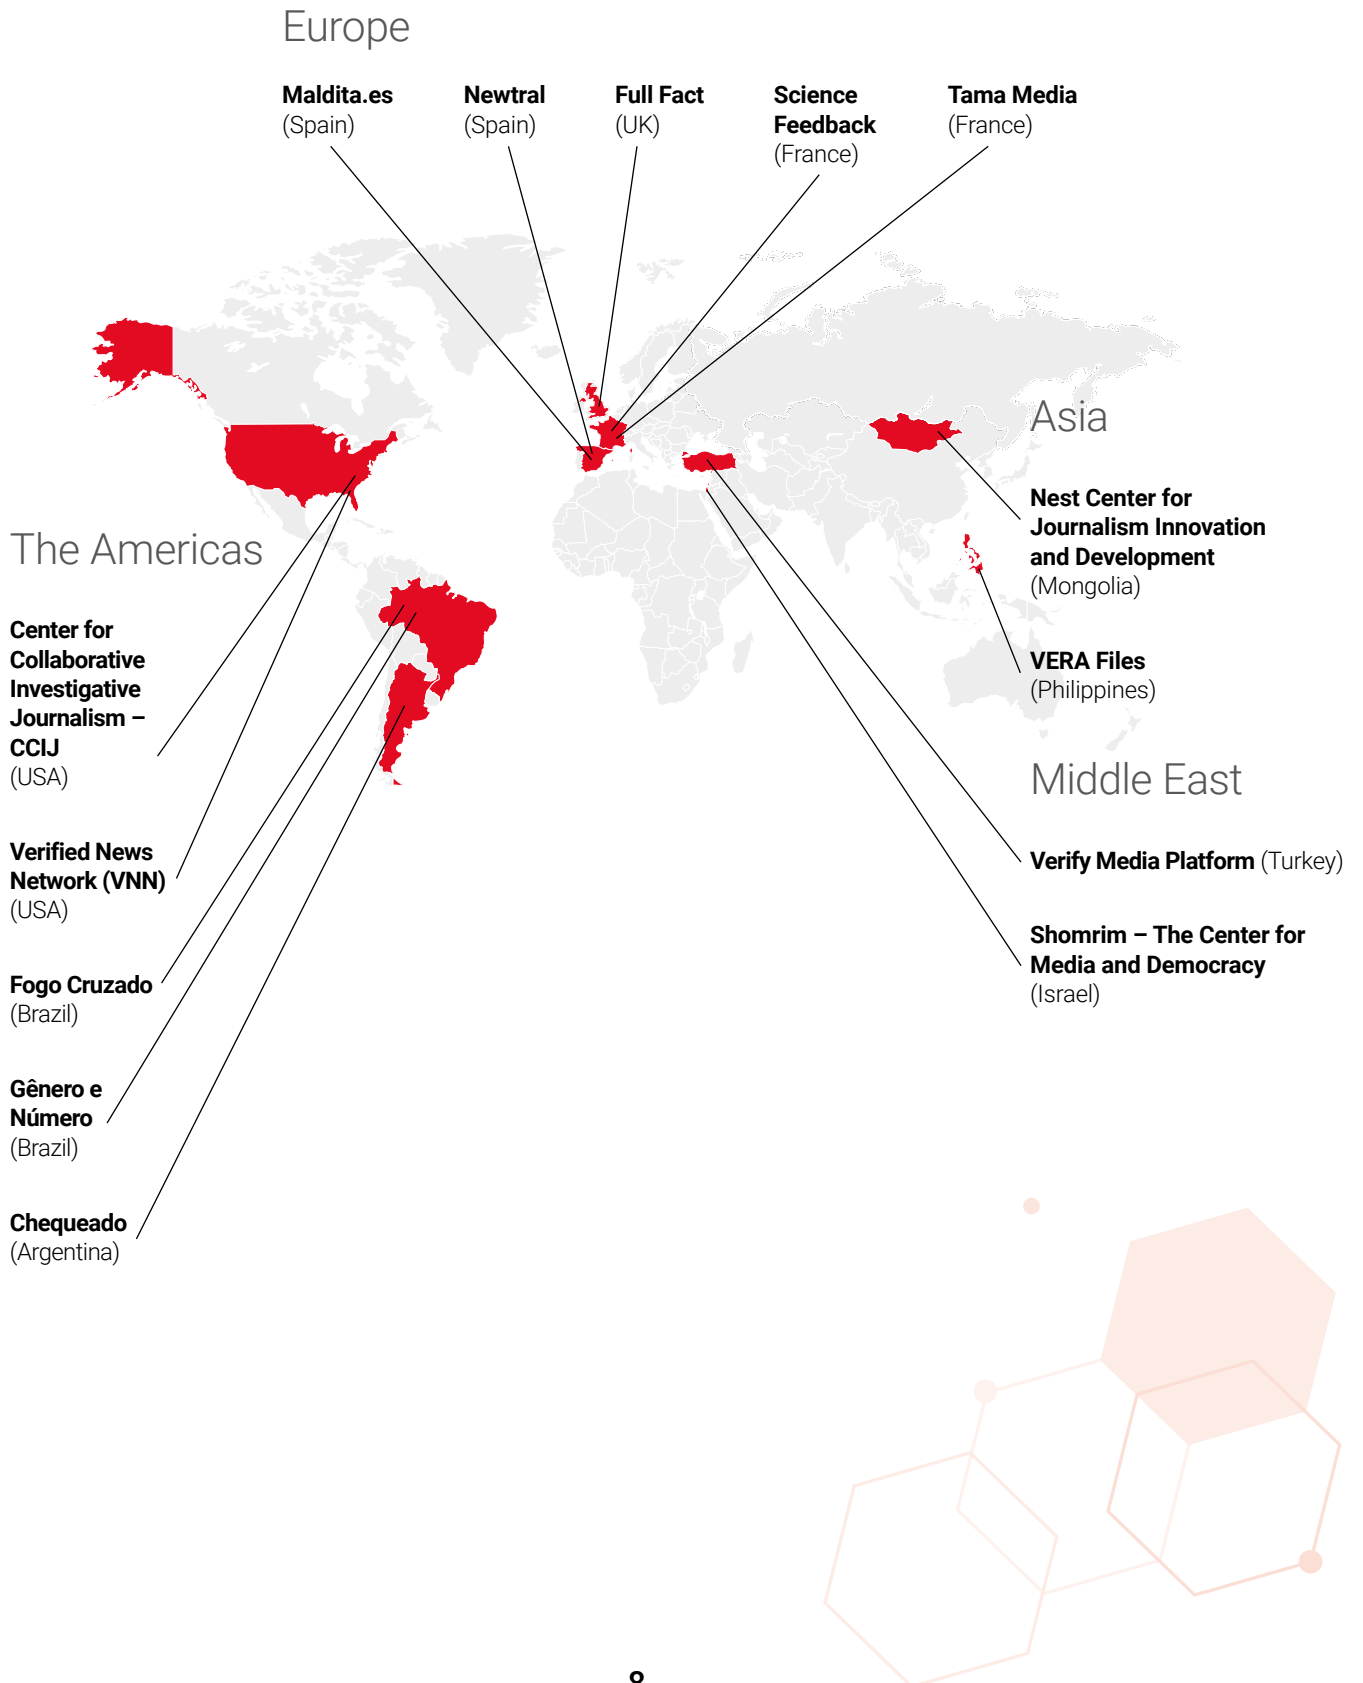 Europe
Maldita.es
(Spain)
Newtral
(Spain)
Full Fact
(UK)
Science
Feedback
(France)
Tama Media
(France)
Asia
Nest Center for
Journalism Innovation
and Development
(Mongolia)
VERA Files
(Philippines)
The Americas
Center for
Collaborative
Investigative
Journalism –
CCIJ
(USA)
Verified News
Network (VNN)
(USA)
Fogo Cruzado
(Brazil)
Gênero e
Número
(Brazil)
Chequeado
(Argentina)
Middle East
Verify Media Platform (Turkey)
Shomrim – The Center for
Media and Democracy
(Israel)
8